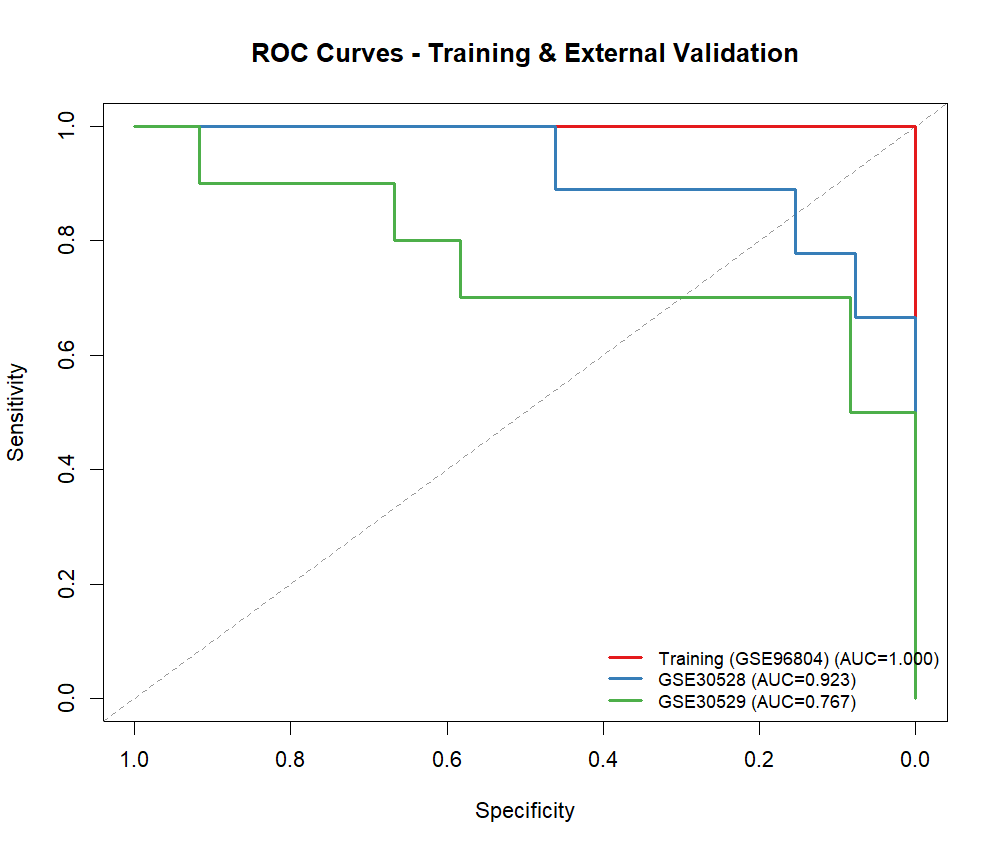 ROC Curves - Training & External Validation
1.0
0.8
0.6
0.4
0.2
0.0
Sensitivity
Training (GSE96804) (AUC=1.000)
GSE30528 (AUC=0.923)
GSE30529 (AUC=0.767)
1.0 0.8 0.6 0.4 0.2 0.0
Specificity